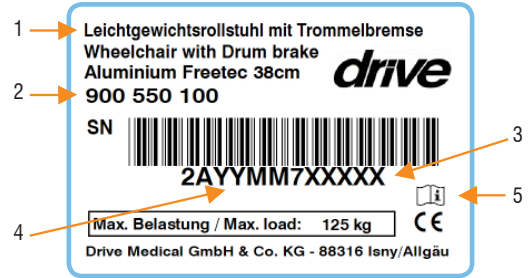 1
Leichtgewichtsrollstuhl mit Trommelbremse
Wheelchair with Drum brake
Aluminium Freetec 38cm
drive
2
900 550 100
SN
2AYYMM7XXXXX
3
4
5
Max. Belastung / Max. load: 125 kg
CE
Drive Medical GmbH & Co. KG - 88316 Isny/Allgäu